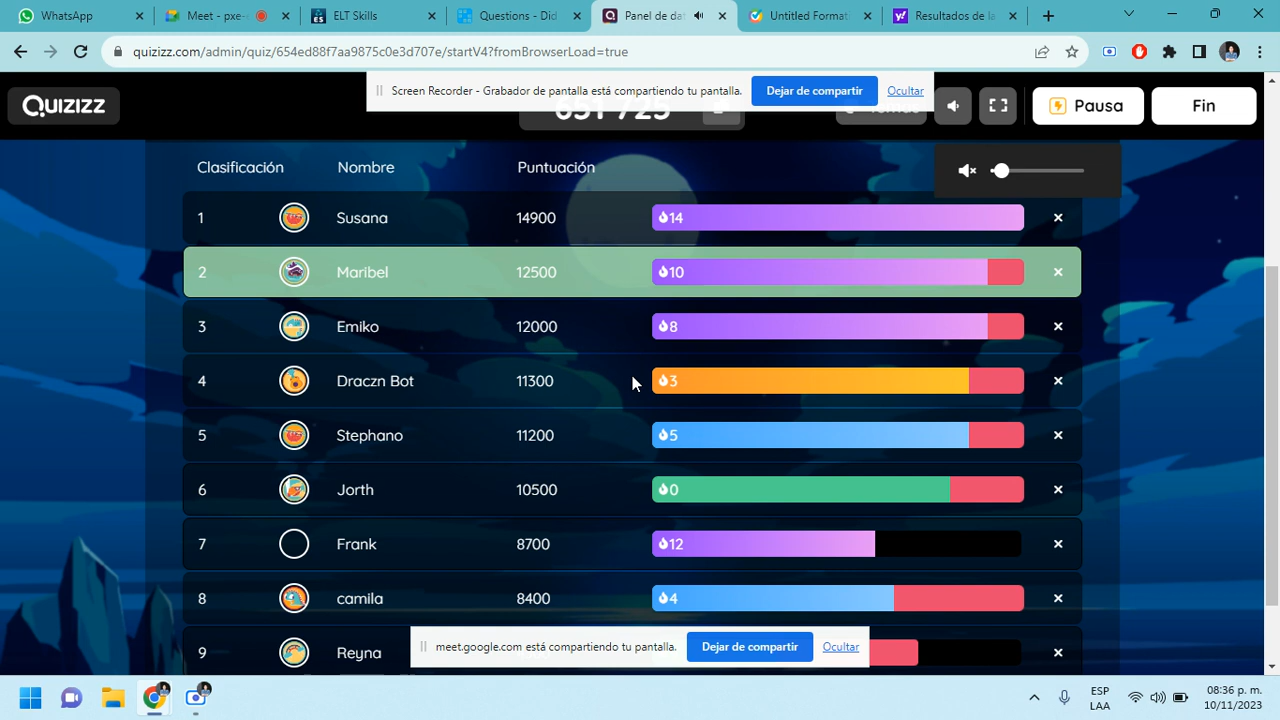 WhatsApp
Meet - pxe-
ELT Skills
Questions - Did
Panel de da
Untitled Formati
Resultados de la
quizizz.com/admin/quiz/654ed88f7aa9875c0e3d707e/startV4?fromBrowserLoad=true
Screen Recorder - Grabador de pantalla está compartiendo tu pantalla.
Dejar de compartir
Ocultar
QUIZIZZ
651 725
Pausa
Fin
Clasificación Nombre Puntuación
1 Susana 14900 14
2 Maribel 12500 10
3 Emiko 12000 8
4 Draczn Bot 11300 3
5 Stephano 11200 5
6 Jorth 10500 0
7 Frank 8700 12
8 camila 8400 4
9 Reyna
meet.google.com está compartiendo tu pantalla.
Dejar de compartir
Ocultar
ESP
LAA
08:36 p. m.
10/11/2023